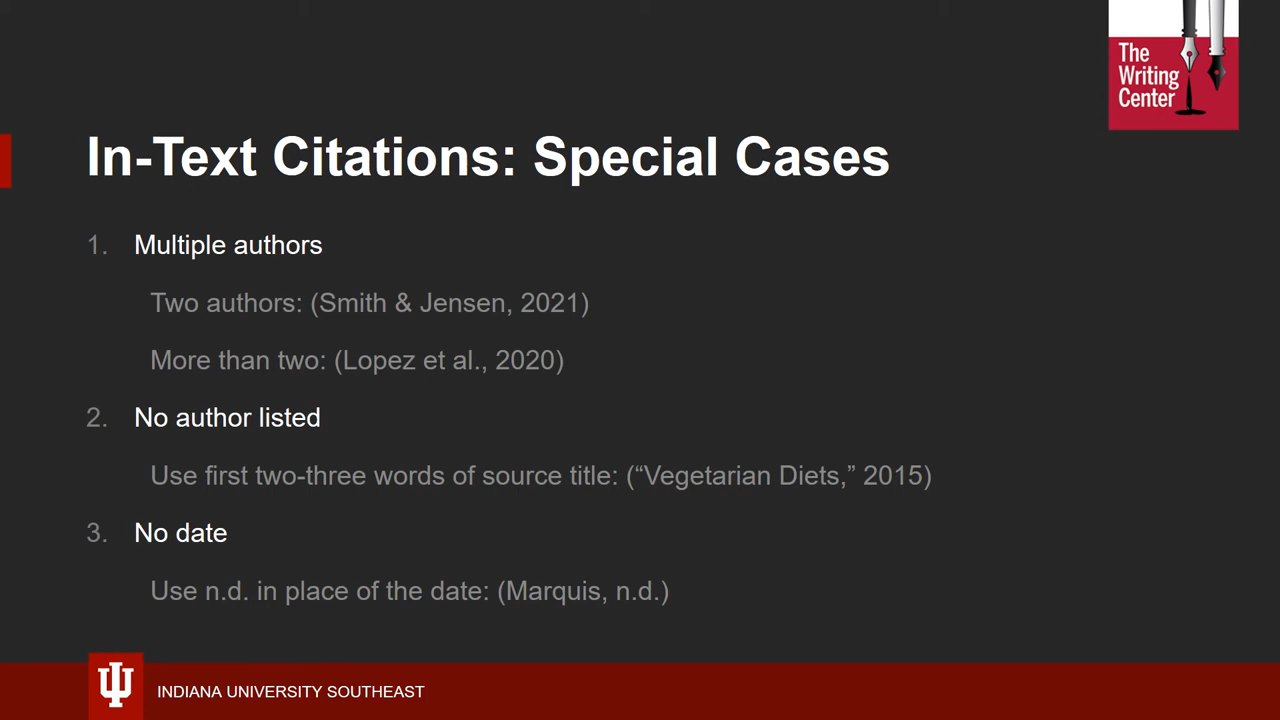 The
Writing
Center
In-Text Citations: Special Cases
1. Multiple authors
Two authors: (Smith & Jensen, 2021)
More than two: (Lopez et al., 2020)
2. No author listed
Use first two-three words of source title: (“Vegetarian Diets,” 2015)
3. No date
Use n.d. in place of the date: (Marquis, n.d.)
INDIANA UNIVERSITY SOUTHEAST